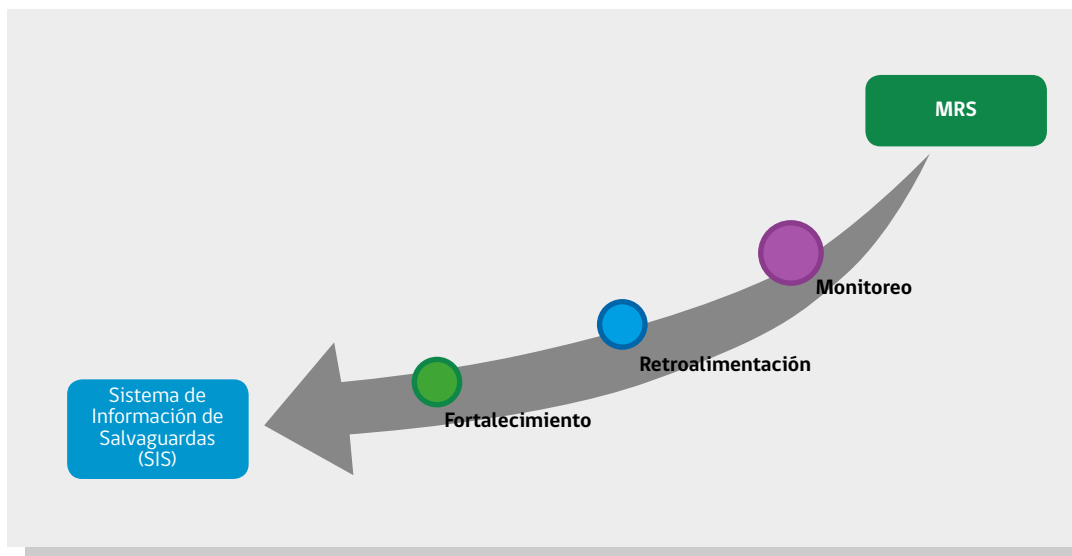 MRS
Monitoreo
Retroalimentación
Fortalecimiento
Sistema de
Información de
Salvaguardas
(SIS)